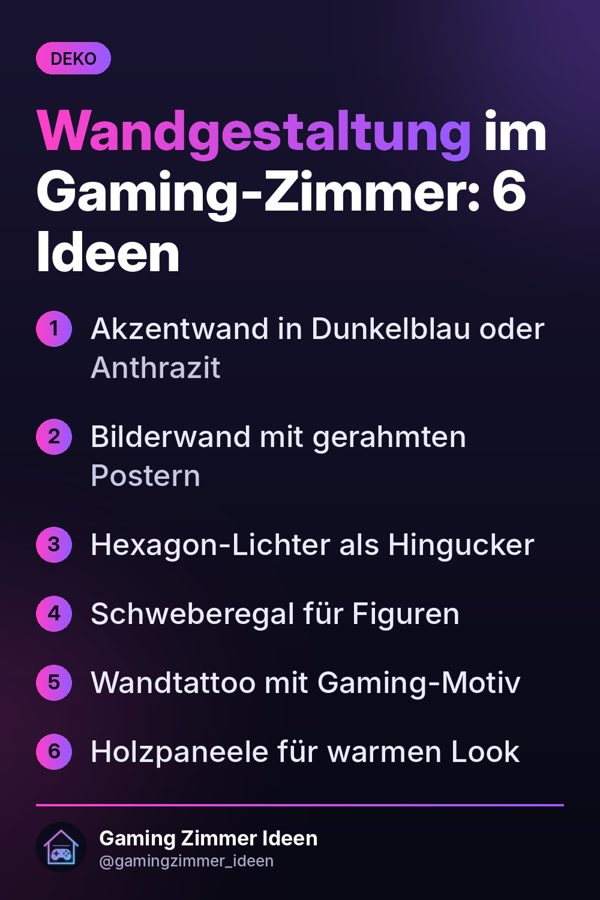 DEKO
Wandgestaltung im
Gaming-Zimmer: 6
Ideen
1 Akzentwand in Dunkelblau oder
Anthrazit
2 Bilderwand mit gerahmten
Postern
3 Hexagon-Lichter als Hingucker
4 Schweberegal für Figuren
5 Wandtattoo mit Gaming-Motiv
6 Holzpaneele für warmen Look
Gaming Zimmer Ideen
@gamingzimmer_ideen